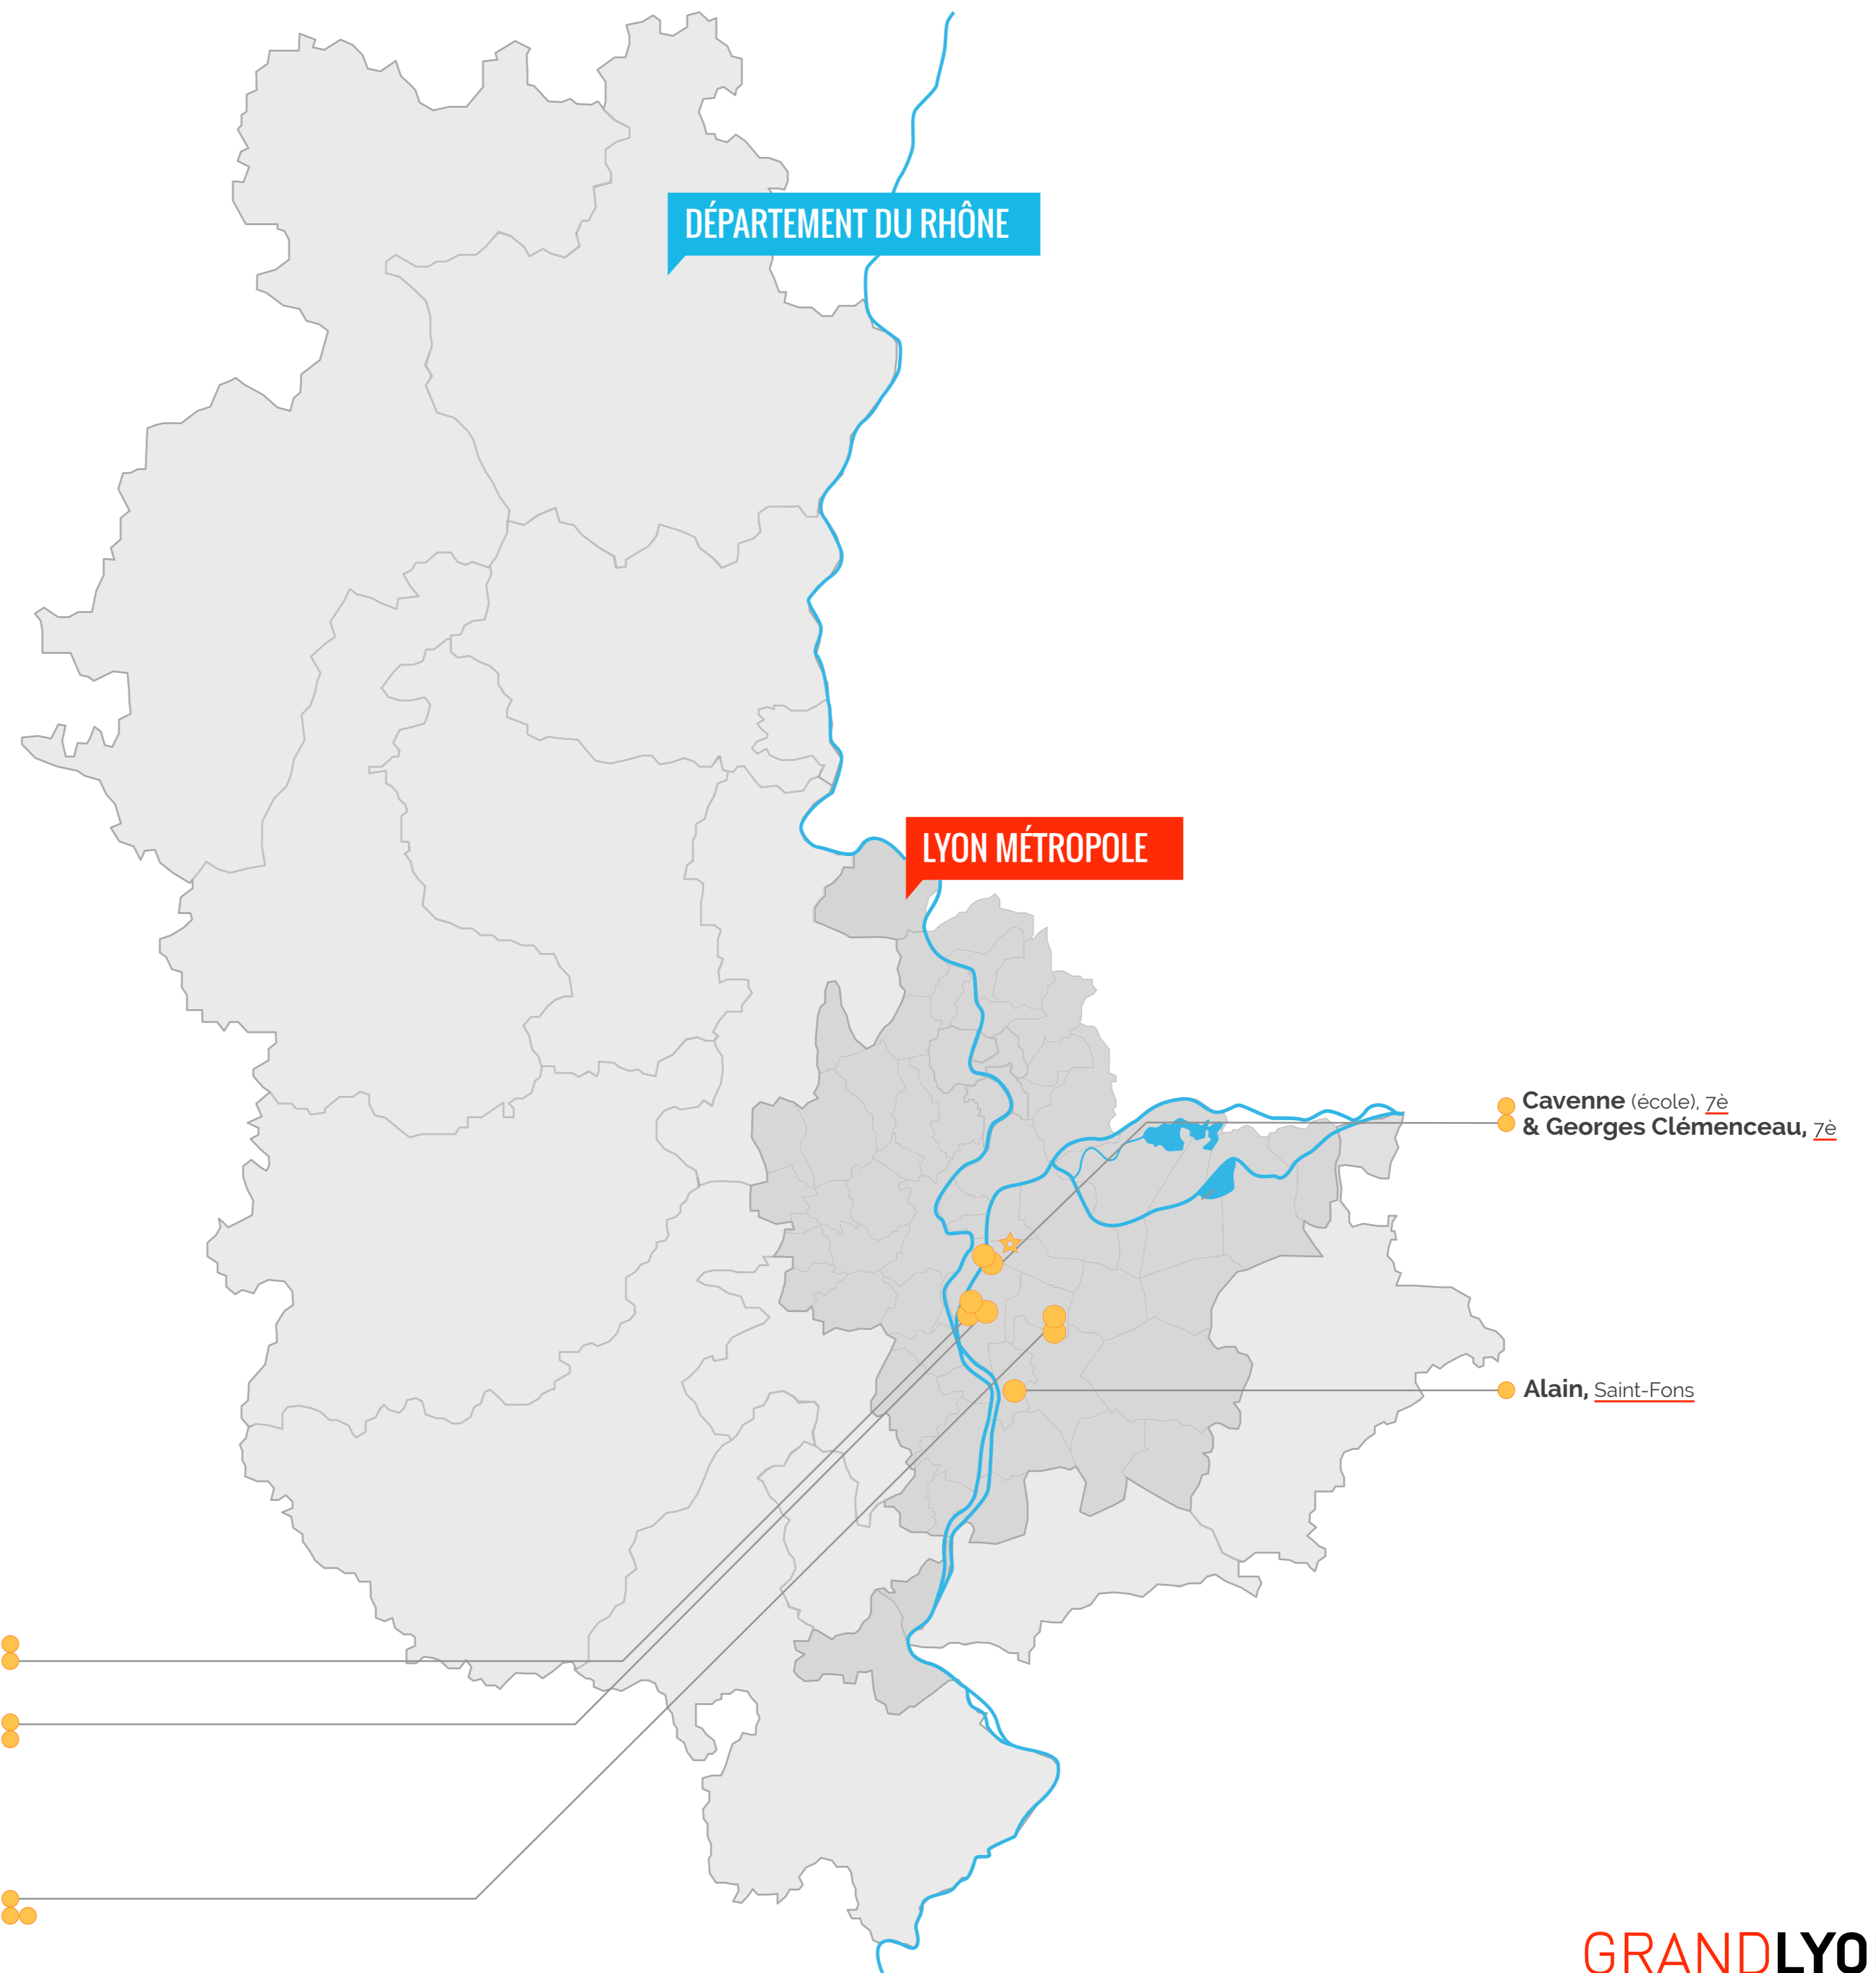 DÉPARTEMENT DU RHÔNE
LYON MÉTROPOLE
Cavenne (école), 7è
& Georges Clémenceau, 7è
Alain, Saint-Fons
GRANDLYO